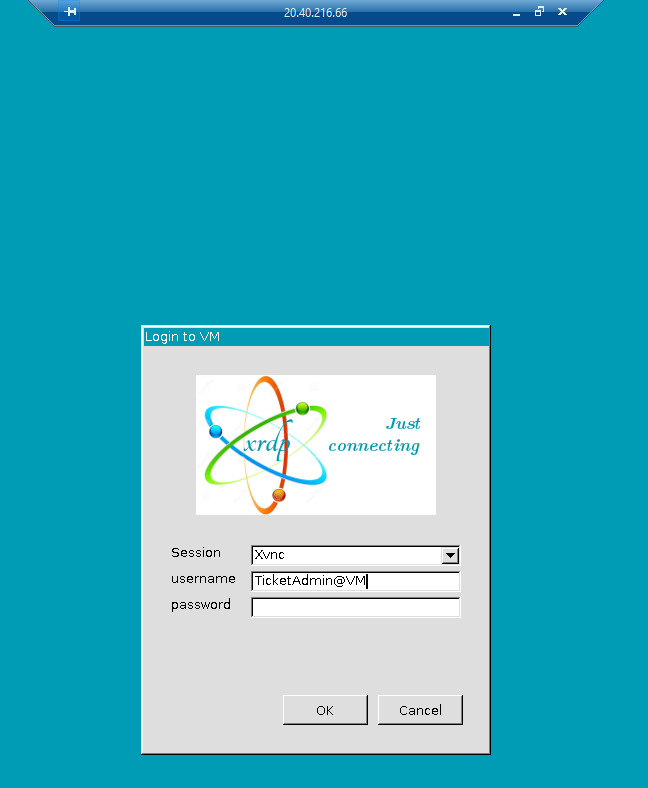 20.40.216.66
Login to VM
xrdp
Just
connecting
Session
Xvnc
username
TicketAdmin@VM
password
OK
Cancel